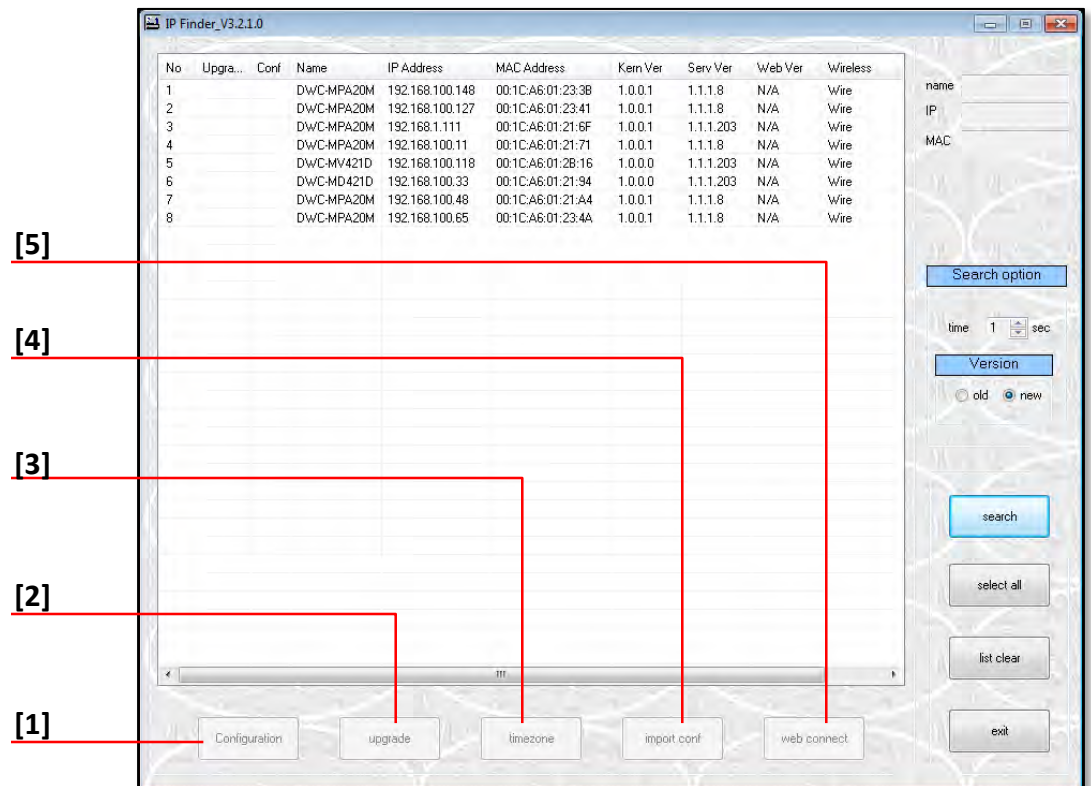 IP Finder_V3.2.1.0
No Upgra... Conf Name IP Address MAC Address Kern Ver Serv Ver Web Ver Wireless
1 DWC-MPA20M 192.168.100.148 00:1C:A6:01:23:3B 1.0.0.1 1.1.1.8 N/A Wire
2 DWC-MPA20M 192.168.100.127 00:1C:A6:01:23:41 1.0.0.1 1.1.1.8 N/A Wire
3 DWC-MPA20M 192.168.1.111 00:1C:A6:01:21:6F 1.0.0.1 1.1.1.203 N/A Wire
4 DWC-MPA20M 192.168.100.11 00:1C:A6:01:21:71 1.0.0.1 1.1.1.8 N/A Wire
5 DWC-MV421D 192.168.100.118 00:1C:A6:01:2B:16 1.0.0.0 1.1.1.203 N/A Wire
6 DWC-MD421D 192.168.100.33 00:1C:A6:01:21:94 1.0.0.0 1.1.1.203 N/A Wire
7 DWC-MPA20M 192.168.100.48 00:1C:A6:01:21:A4 1.0.0.1 1.1.1.8 N/A Wire
8 DWC-MPA20M 192.168.100.65 00:1C:A6:01:23:4A 1.0.0.1 1.1.1.8 N/A Wire
name
IP
MAC
[5]
Search option
time 1 sec
[4]
Version
old new
[3]
search
[2]
select all
list clear
[1]
Configuration upgrade timezone import conf web connect exit